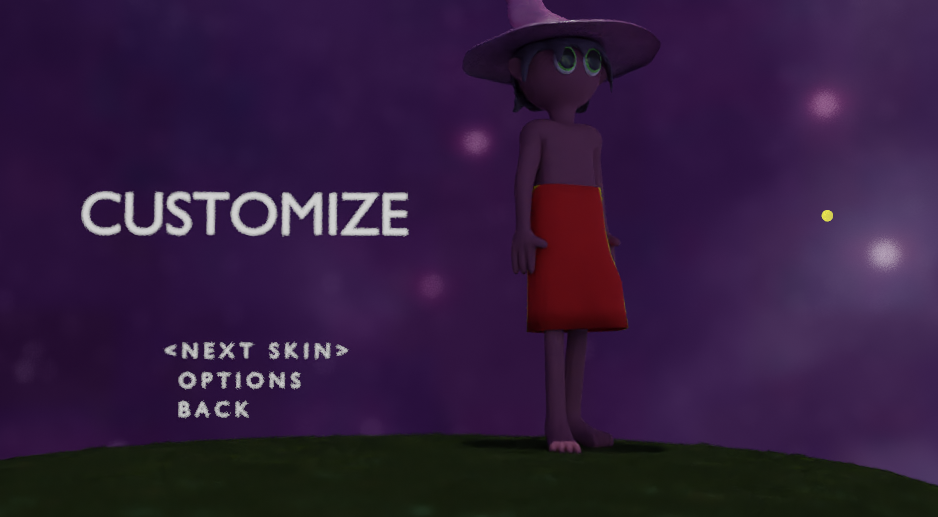 CUSTOMIZE
<NEXT SKIN>
OPTIONS
BACK